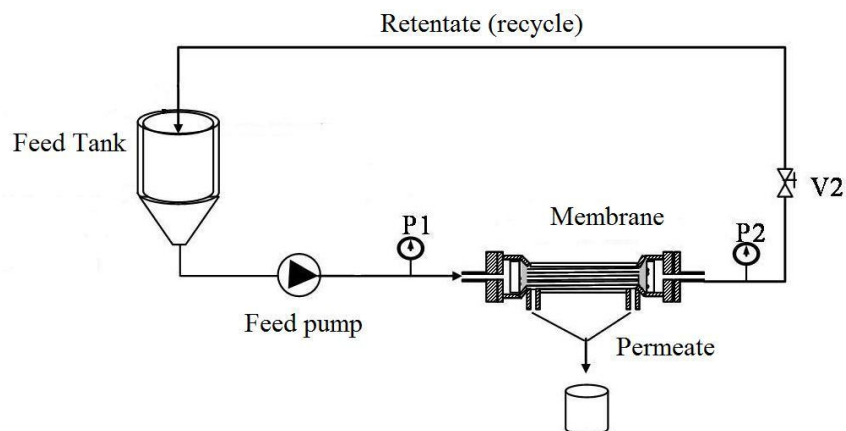 Retentate (recycle)
Feed Tank
V2
Membrane
P1
P2
Feed pump
Permeate